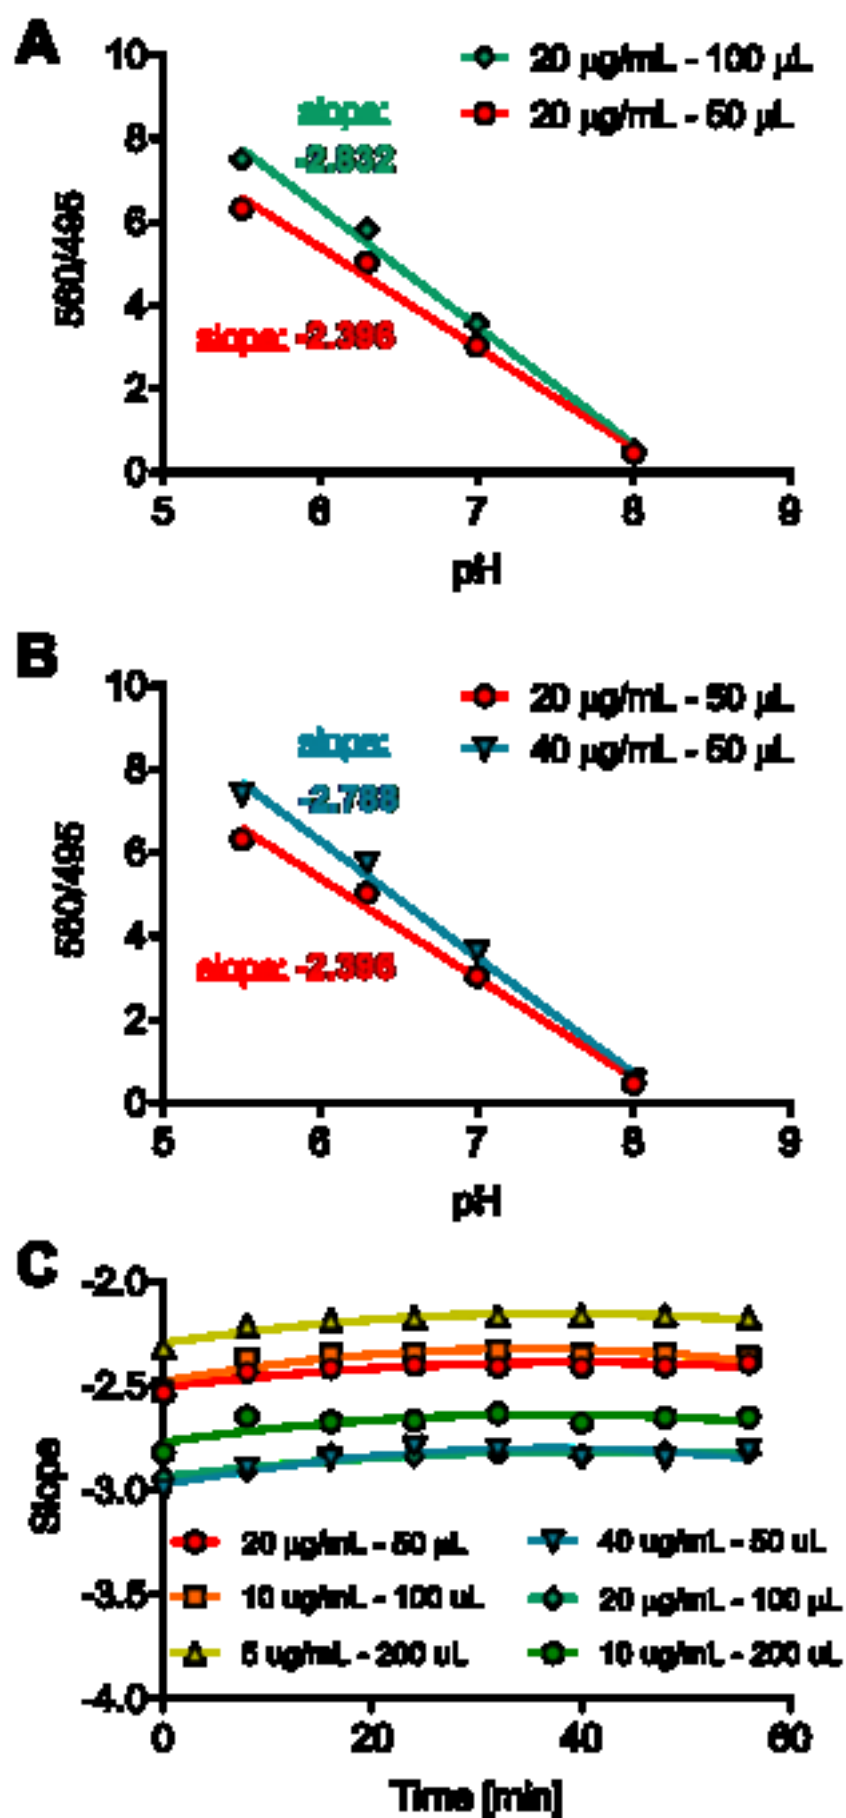 A
20 µg/mL - 100 µL
20 µg/mL - 50 µL
slope:
-2.832
slope: -2.396
10
8
6
4
2
0
560/495
5 6 7 8 9
pH
B
20 µg/mL - 50 µL
40 µg/mL - 50 µL
slope:
-2.788
slope: -2.396
10
8
6
4
2
0
560/495
5 6 7 8 9
pH
C
-2.0
-2.5
-3.0
-3.5
-4.0
Slope
20 µg/mL - 50 µL
10 ug/mL - 100 uL
5 ug/mL - 200 uL
40 ug/mL - 50 uL
20 µg/mL - 100 µL
10 ug/mL - 200 uL
0 20 40 60
Time [min]